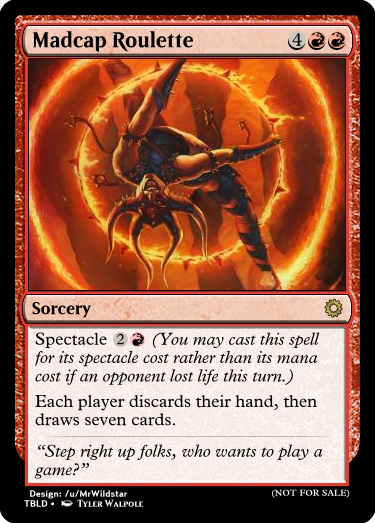 Madcap Roulette 4
Sorcery
Spectacle 2 (You may cast this spell
for its spectacle cost rather than its mana
cost if an opponent lost life this turn.)
Each player discards their hand, then
draws seven cards.
“Step right up folks, who wants to play a
game?”
Design: /u/MrWildstar
TBLD • Tyler Walpole
(NOT FOR SALE)